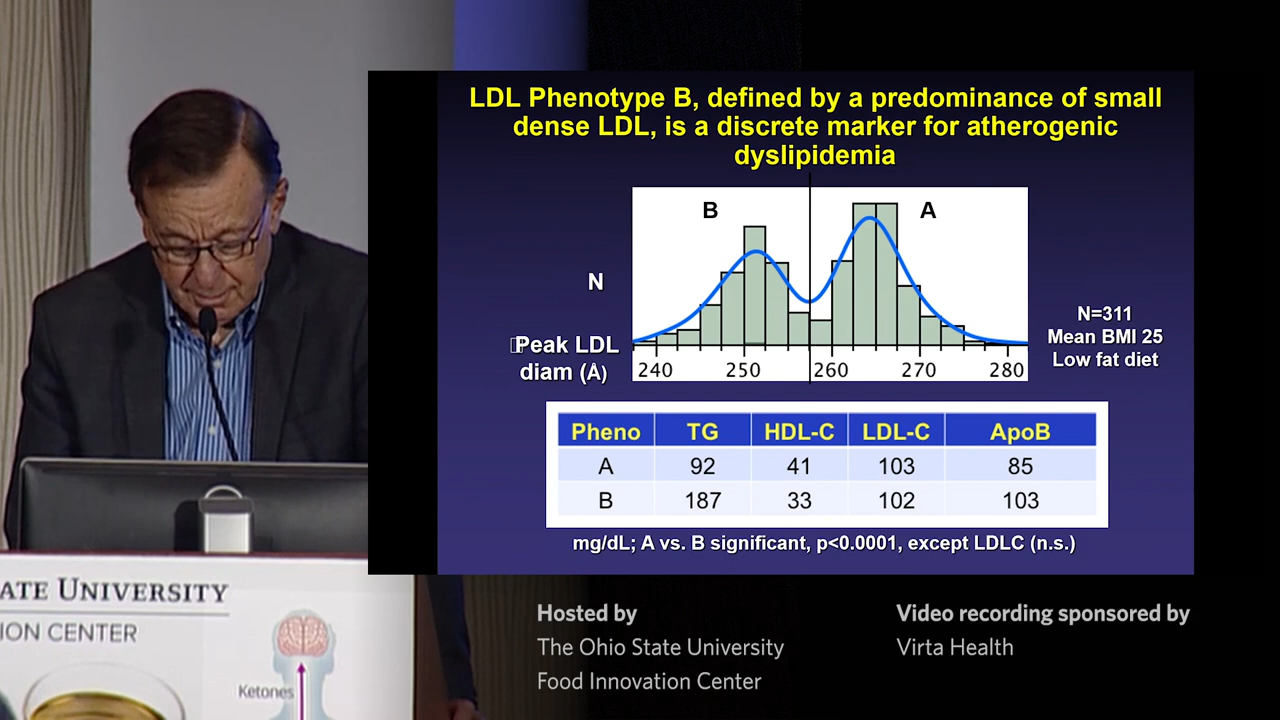 LDL Phenotype B, defined by a predominance of small
dense LDL, is a discrete marker for atherogenic
dyslipidemia
B
A
N
Peak LDL
diam (Å)
240 250 260 270 280
N=311
Mean BMI 25
Low fat diet
Pheno TG HDL-C LDL-C ApoB
A 92 41 103 85
B 187 33 102 103
mg/dL; A vs. B significant, p<0.0001, except LDLC (n.s.)
ATE UNIVERSITY
ION CENTER
Ketones
Hosted by
The Ohio State University
Food Innovation Center
Video recording sponsored by
Virta Health